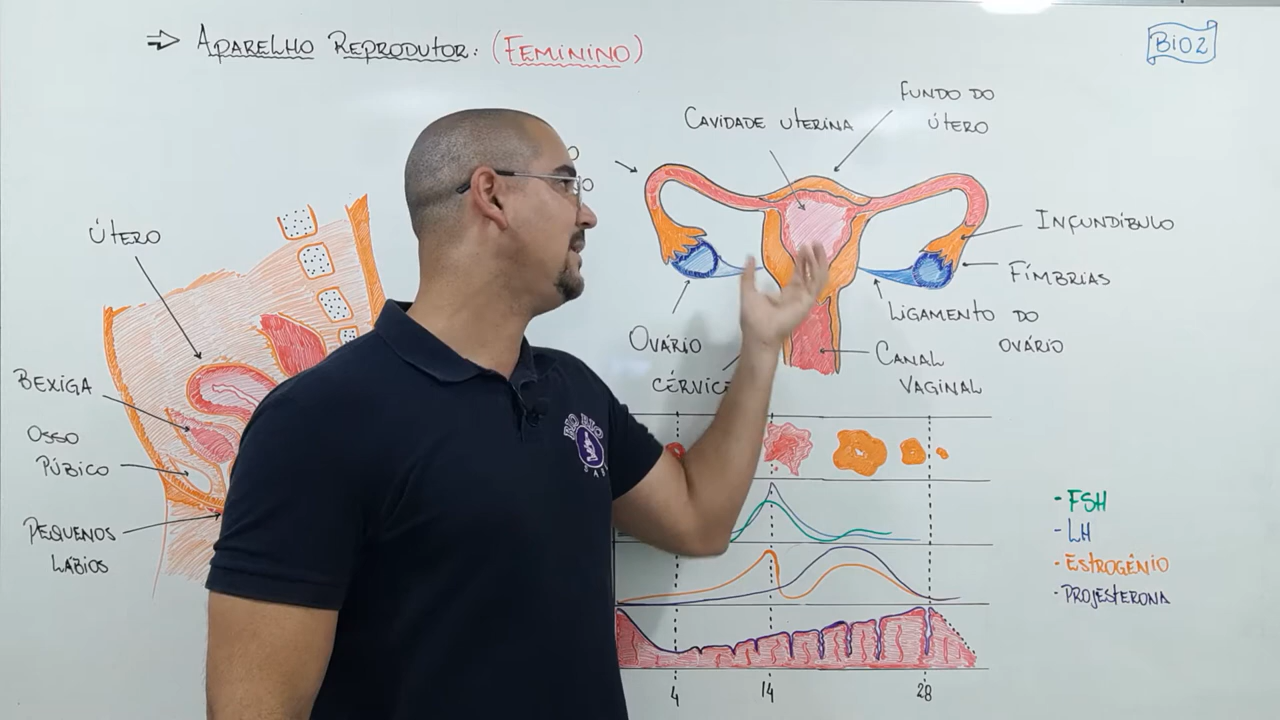 ⇒ APARELHO REPRODUTOR: (FEMININO)
BIO2
FUNDO DO
ÚTERO
CAVIDADE UTERINA
ÚTERO
INFUNDÍBULO
FÍMBRIAS
LIGAMENTO DO
OVÁRIO
OVÁRIO
CÉRVICE
CANAL
VAGINAL
BEXIGA
OSSO
PÚBICO
PEQUENOS
LÁBIOS
- FSH
- LH
- ESTROGÉNIO
- PROJESTERONA
4 14 28